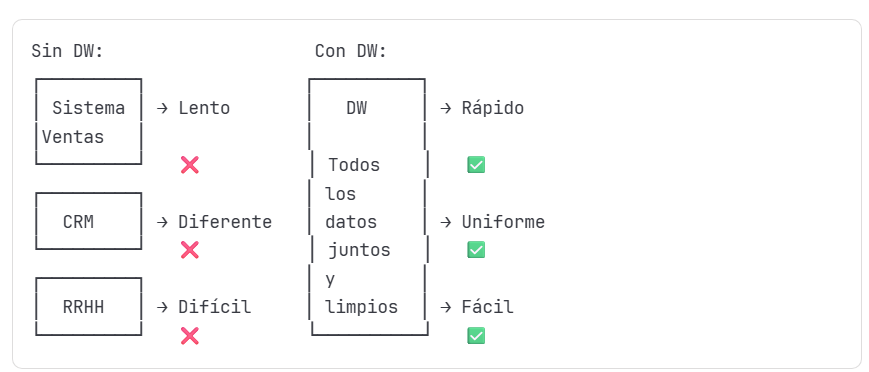 Sin DW: Con DW:
Sistema → Lento DW → Rápido
Ventas
❌ Todos ✅
los
CRM → Diferente datos → Uniforme
❌ juntos ✅
y
RRHH → Difícil limpios → Fácil
❌ ✅